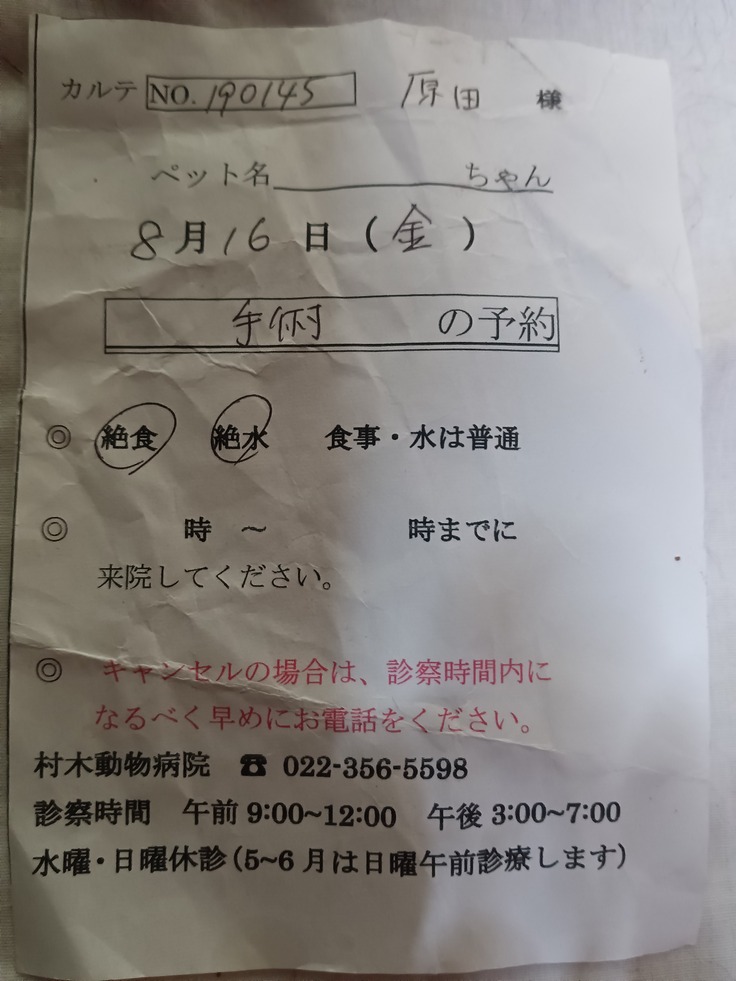 カルテ NO. 190145 原田 様
ペット名 ちゃん
8月16日（金）
手術 の予約
◎ 絶食 絶水 食事・水は普通
◎ 時 ～ 時までに
来院してください。
◎ キャンセルの場合は、診察時間内に
なるべく早めにお電話をください。
村木動物病院 ☎ 022-356-5598
診察時間 午前 9:00~12:00 午後 3:00~7:00
水曜・日曜休診（5~6 月は日曜午前診療します）